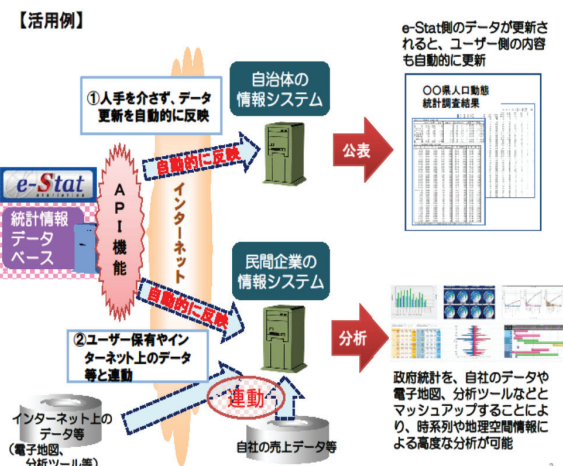 【活用例】
e-Stat側のデータが更新さ
れると、ユーザー側の内容
も自動的に更新
①人手を介さず、データ
更新を自動的に反映
自治体の
情報システム
〇〇県人口動態
統計調査結果
自動的に反映
公表
e-Stat
統計情報
データ
ベース
API機能
インターネット
民間企業の
情報システム
自動的に反映
分析
②ユーザー保有やイン
ターネット上のデータ
等と連動
連動
政府統計を、自社のデータや
電子地図、分析ツールなどと
マッシュアップすることによ
り、時系列や地理空間情報に
よる高度な分析が可能
インターネット上の
データ等
（電子地図、
分析ツール等）
自社の売上データ等